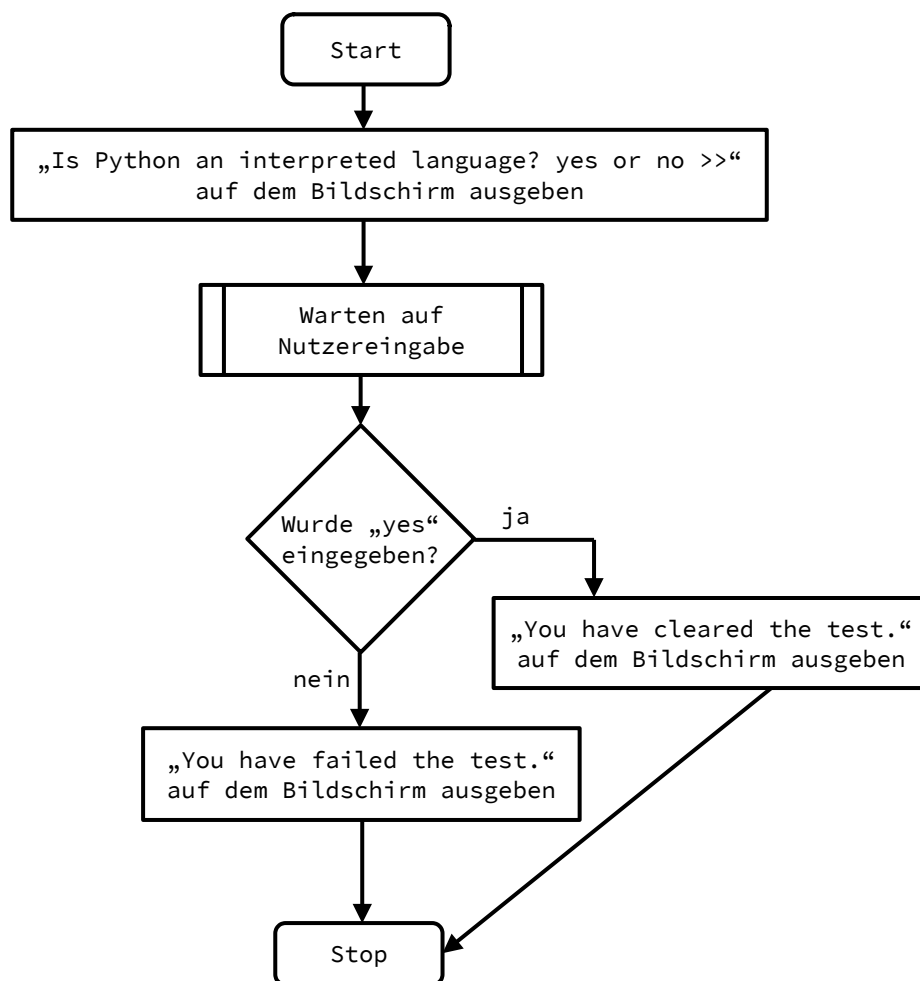 Start
„Is Python an interpreted language? yes or no >>“
auf dem Bildschirm ausgeben
Warten auf
Nutzereingabe
Wurde „yes“
eingegeben?
ja
„You have cleared the test.“
auf dem Bildschirm ausgeben
nein
„You have failed the test.“
auf dem Bildschirm ausgeben
Stop